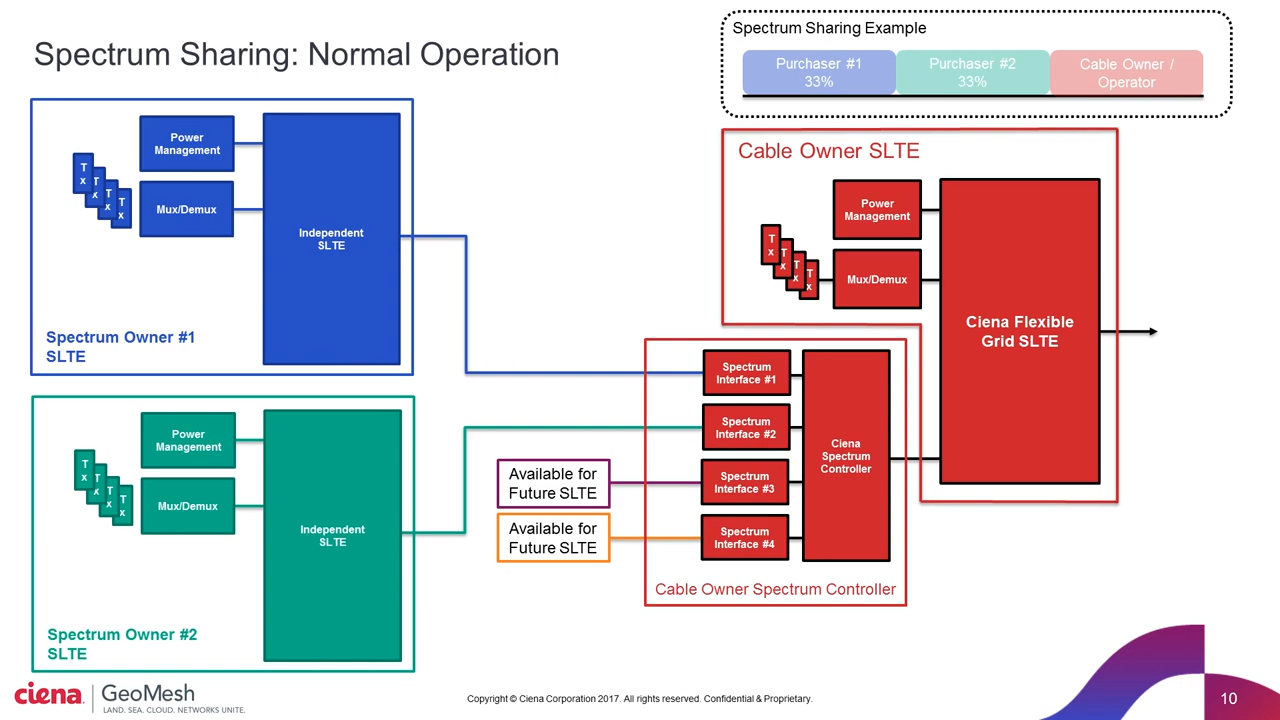 Spectrum Sharing: Normal Operation
Spectrum Sharing Example
Purchaser #1
33%
Purchaser #2
33%
Cable Owner /
Operator
Power
Management
T
x
T
x
T
x
T
x
Mux/Demux
Independent
SLTE
Spectrum Owner #1
SLTE
Cable Owner SLTE
Power
Management
T
x
T
x
T
x
T
x
Mux/Demux
Ciena Flexible
Grid SLTE
Spectrum
Interface #1
Spectrum
Interface #2
Spectrum
Interface #3
Spectrum
Interface #4
Ciena
Spectrum
Controller
Cable Owner Spectrum Controller
Available for
Future SLTE
Available for
Future SLTE
Power
Management
T
x
T
x
T
x
T
x
Mux/Demux
Independent
SLTE
Spectrum Owner #2
SLTE
ciena.
GeoMesh
LAND. SEA. CLOUD. NETWORKS UNITE.
Copyright © Ciena Corporation 2017. All rights reserved. Confidential & Proprietary.
10